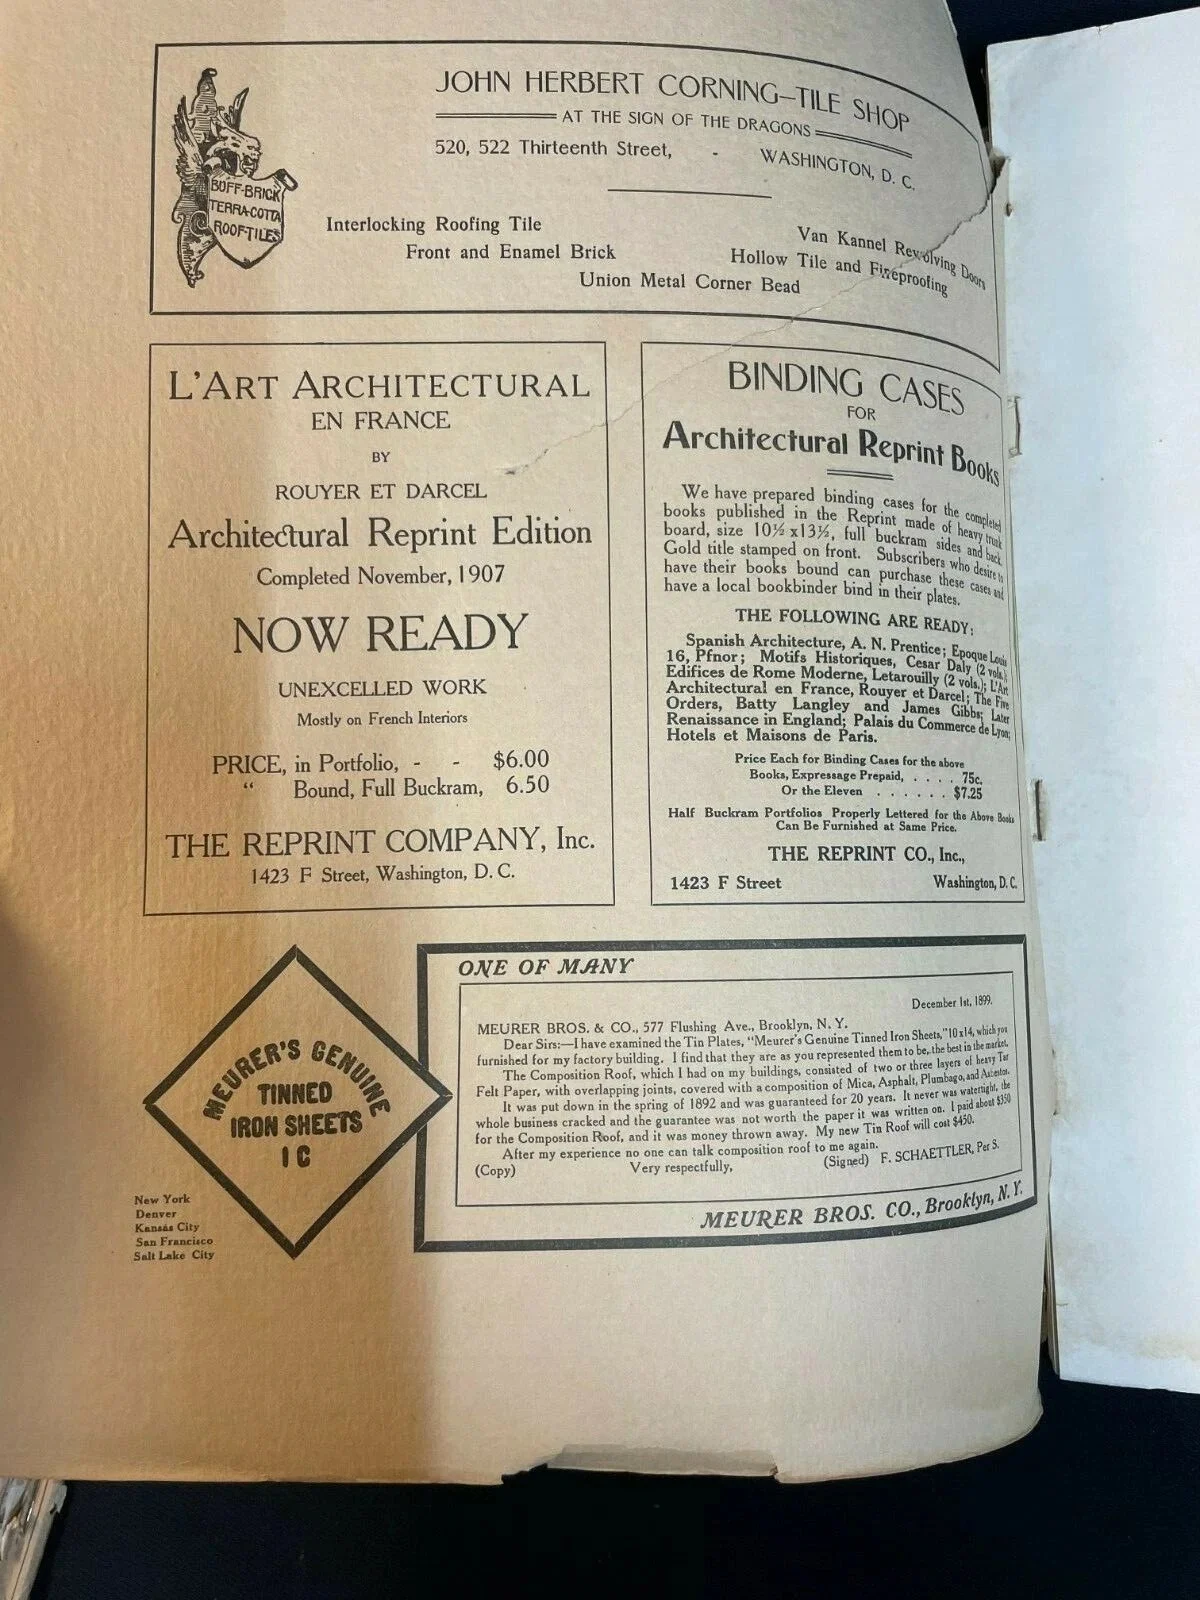 JOHN HERBERT CORNING—TILE SHOP
AT THE SIGN OF THE DRAGONS
520, 522 Thirteenth Street, - WASHINGTON, D. C.
BUFF-BRICK
TERRA-COTTA
ROOF-TILES
Interlocking Roofing Tile
Front and Enamel Brick
Union Metal Corner Bead
Van Kannel Revolving Doors
Hollow Tile and Fireproofing
L'ART ARCHITECTURAL
EN FRANCE
BY
ROUYER ET DARCEL
Architectural Reprint Edition
Completed November, 1907
NOW READY
UNEXCELLED WORK
Mostly on French Interiors
PRICE, in Portfolio, - - $6.00
“ Bound, Full Buckram, 6.50
THE REPRINT COMPANY, Inc.
1423 F Street, Washington, D. C.
BINDING CASES
FOR
Architectural Reprint Books
We have prepared binding cases for the completed
books published in the Reprint made of heavy trunk
board, size 10½ x 13½, full buckram sides and back.
Gold title stamped on front. Subscribers who desire to
have their books bound can purchase these cases and
have a local bookbinder bind in their plates.
THE FOLLOWING ARE READY:
Spanish Architecture, A. N. Prentice; Epoque Louis
16, Pfnor; Motifs Historiques, Cesar Daly (2 vols.);
Edifices de Rome Moderne, Letarouilly (2 vols.); L'Art
Architectural en France, Rouyer et Darcel; The Five
Orders, Batty Langley and James Gibbs; Later
Renaissance in England; Palais du Commerce de Lyon;
Hotels et Maisons de Paris.
Price Each for Binding Cases for the above
Books, Expressage Prepaid, . . . . 75c.
Or the Eleven . . . . . . $7.25
Half Buckram Portfolios Properly Lettered for the Above Books
Can Be Furnished at Same Price.
THE REPRINT CO., Inc.,
1423 F Street Washington, D. C.
MEURER'S GENUINE
TINNED
IRON SHEETS
I C
New York
Denver
Kansas City
San Francisco
Salt Lake City
ONE OF MANY
December 1st, 1899.
MEURER BROS. & CO., 577 Flushing Ave., Brooklyn, N. Y.
Dear Sirs:—I have examined the Tin Plates, "Meurer's Genuine Tinned Iron Sheets," 10x14, which you
furnished for my factory building. I find that they are as you represented them to be, the best in the market.
The Composition Roof, which I had on my buildings, consisted of two or three layers of heavy Tar
Felt Paper, with overlapping joints, covered with a composition of Mica, Asphalt, Plumbago, and Asbestos.
It was put down in the spring of 1892 and was guaranteed for 20 years. It never was watertight, the
whole business cracked and the guarantee was not worth the paper it was written on. I paid about $350
for the Composition Roof, and it was money thrown away. My new Tin Roof will cost $450.
After my experience no one can talk composition roof to me again.
(Copy) Very respectfully, (Signed) F. SCHAETTLER, Per S.
MEURER BROS. CO., Brooklyn, N. Y.